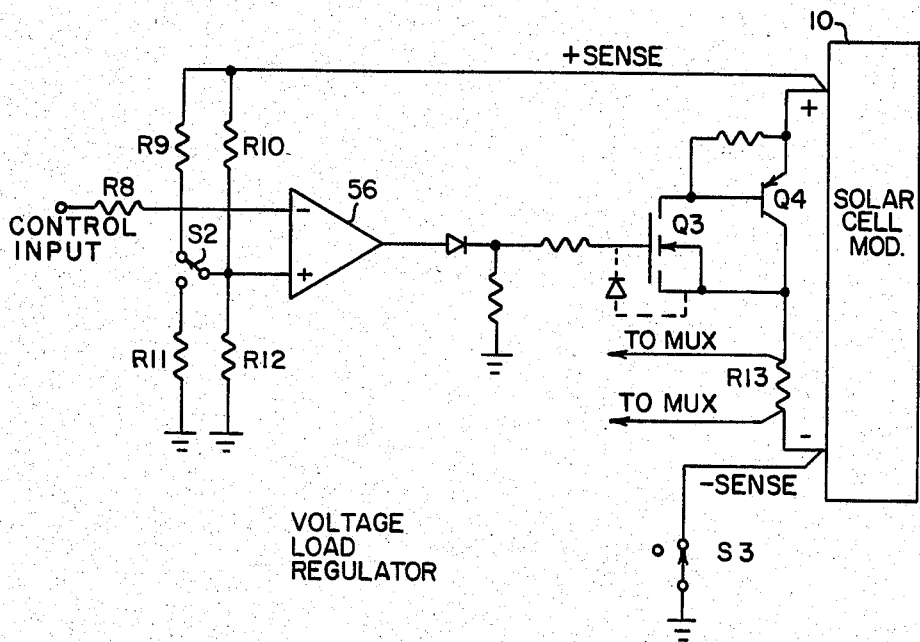 10
+SENSE
+
R9
R10
R8
56
-
Q4
SOLAR
CELL
MOD.
CONTROL
INPUT
S2
Q3
+
TO MUX
R11
R12
R13
TO MUX
-
-SENSE
VOLTAGE
LOAD
REGULATOR
S3